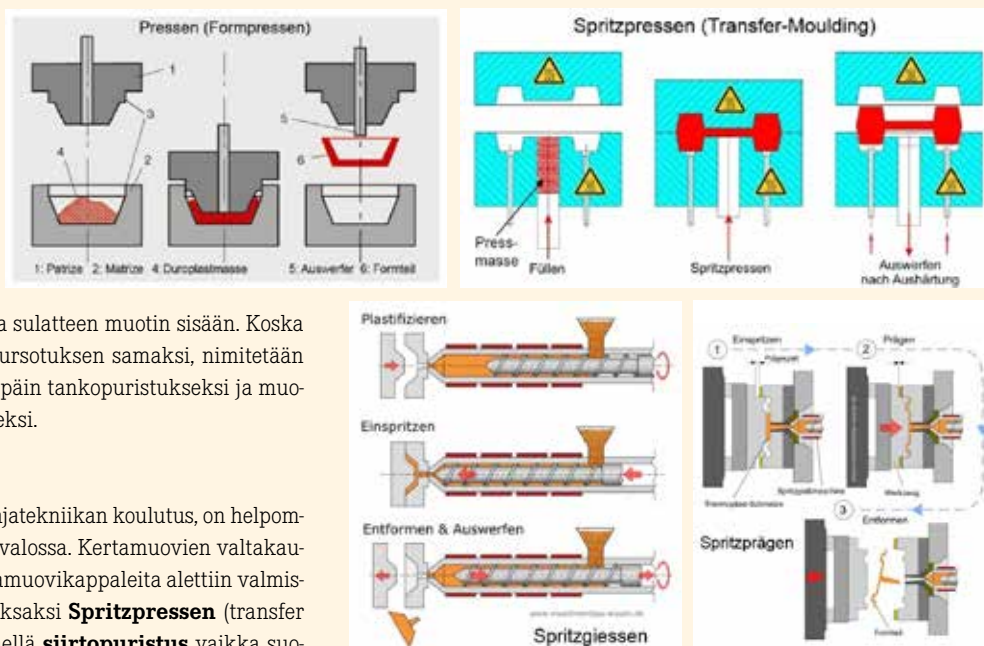 Pressen (Formpressen)
1
3
4
2
5
6
1: Patrize 2: Matrize 4: Duroplastmasse 5: Auswerfer 6: Formteil
Spritzpressen (Transfer-Moulding)
Press-
masse
Füllen
Spritzpressen
Auswerfen
nach Aushärtung
a sulatteen muotin sisään. Koska
ursotuksen samaksi, nimitetään
päin tankopuristukseksi ja muo-
eksi.
ajatekniikan koulutus, on helpom-
valossa. Kertamuovien valtakau-
amuovikappaleita alettiin valmis-
ksaksi Spritzpressen (transfer
ellä siirtopuristus vaikka suo-
Plastifizieren
Einspritzen
Entformen & Auswerfen
Spritzgiessen
1
Einspritzen
2
Prägen
Werkzeug
3
Entformen
Spritzprägen
Formteil